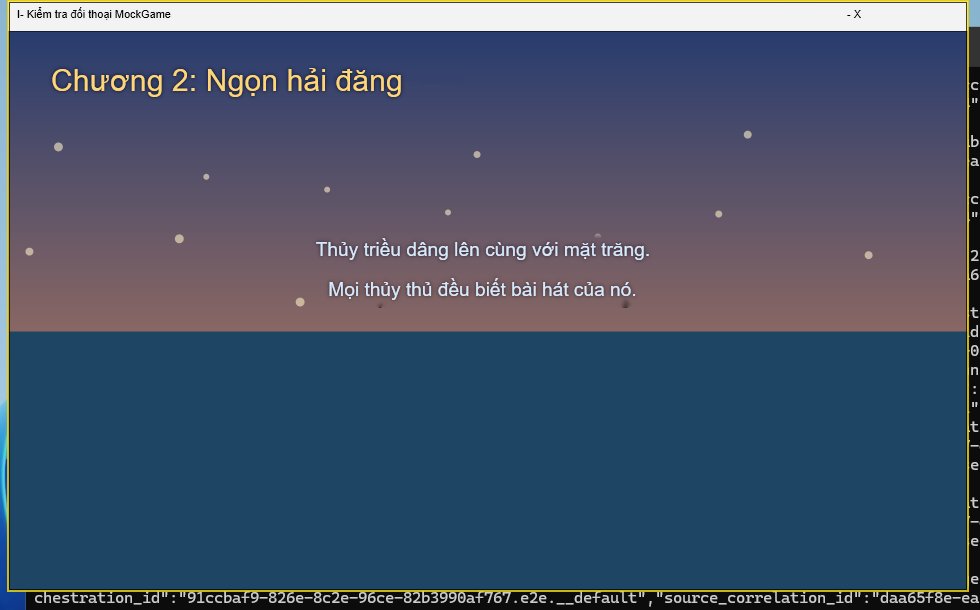 I- Kiểm tra đối thoại MockGame
- X
Chương 2: Ngọn hải đăng
Thủy triều dâng lên cùng với mặt trăng.
Mọi thủy thủ đều biết bài hát của nó.
chestration_id":"91ccbaf9-826e-8c2e-96ce-82b3990af767.e2e.__default","source_correlation_id":"daa65f8e-e